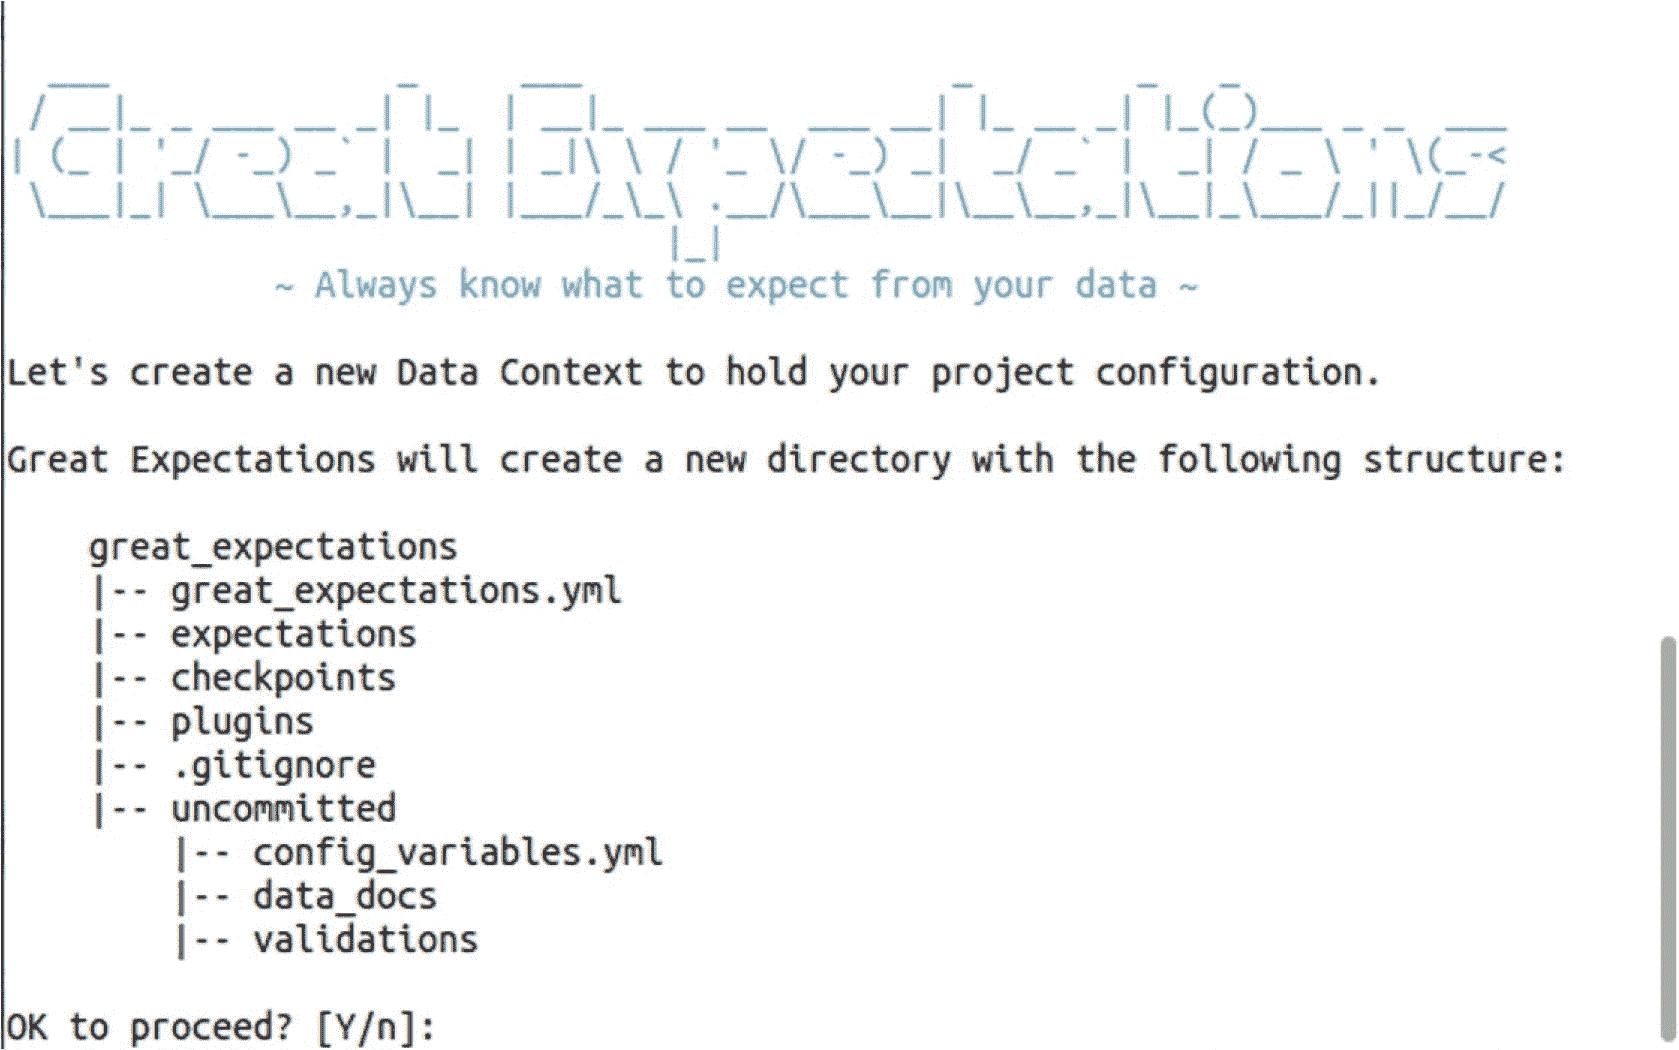 Great Expectations
~ Always know what to expect from your data ~
Let's create a new Data Context to hold your project configuration.
Great Expectations will create a new directory with the following structure:
great_expectations
|-- great_expectations.yml
|-- expectations
|-- checkpoints
|-- plugins
|-- .gitignore
|-- uncommitted
|-- config_variables.yml
|-- data_docs
|-- validations
OK to proceed? [Y/n]: